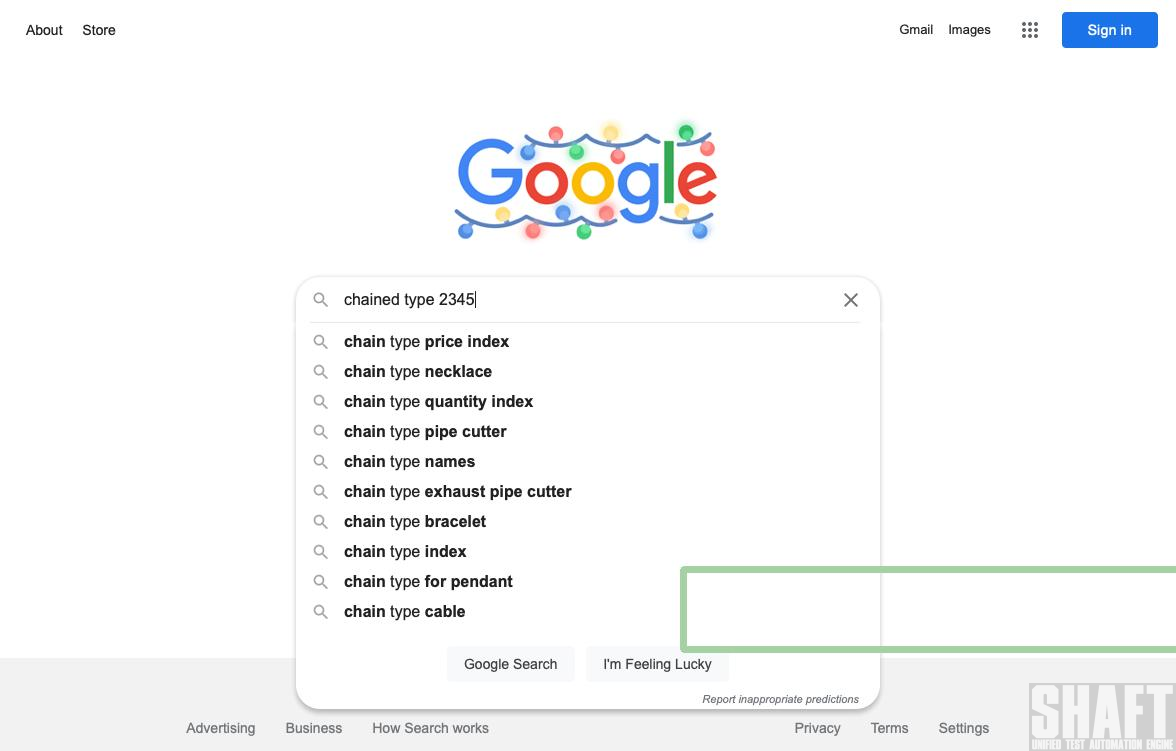 About Store Gmail Images Sign in
Google
chained type 2345
chain type price index
chain type necklace
chain type quantity index
chain type pipe cutter
chain type names
chain type exhaust pipe cutter
chain type bracelet
chain type index
chain type for pendant
chain type cable
Google Search I'm Feeling Lucky
Report inappropriate predictions
Advertising Business How Search works Privacy Terms Settings
SHAFT
UNIFIED TEST AUTOMATION ENGINE